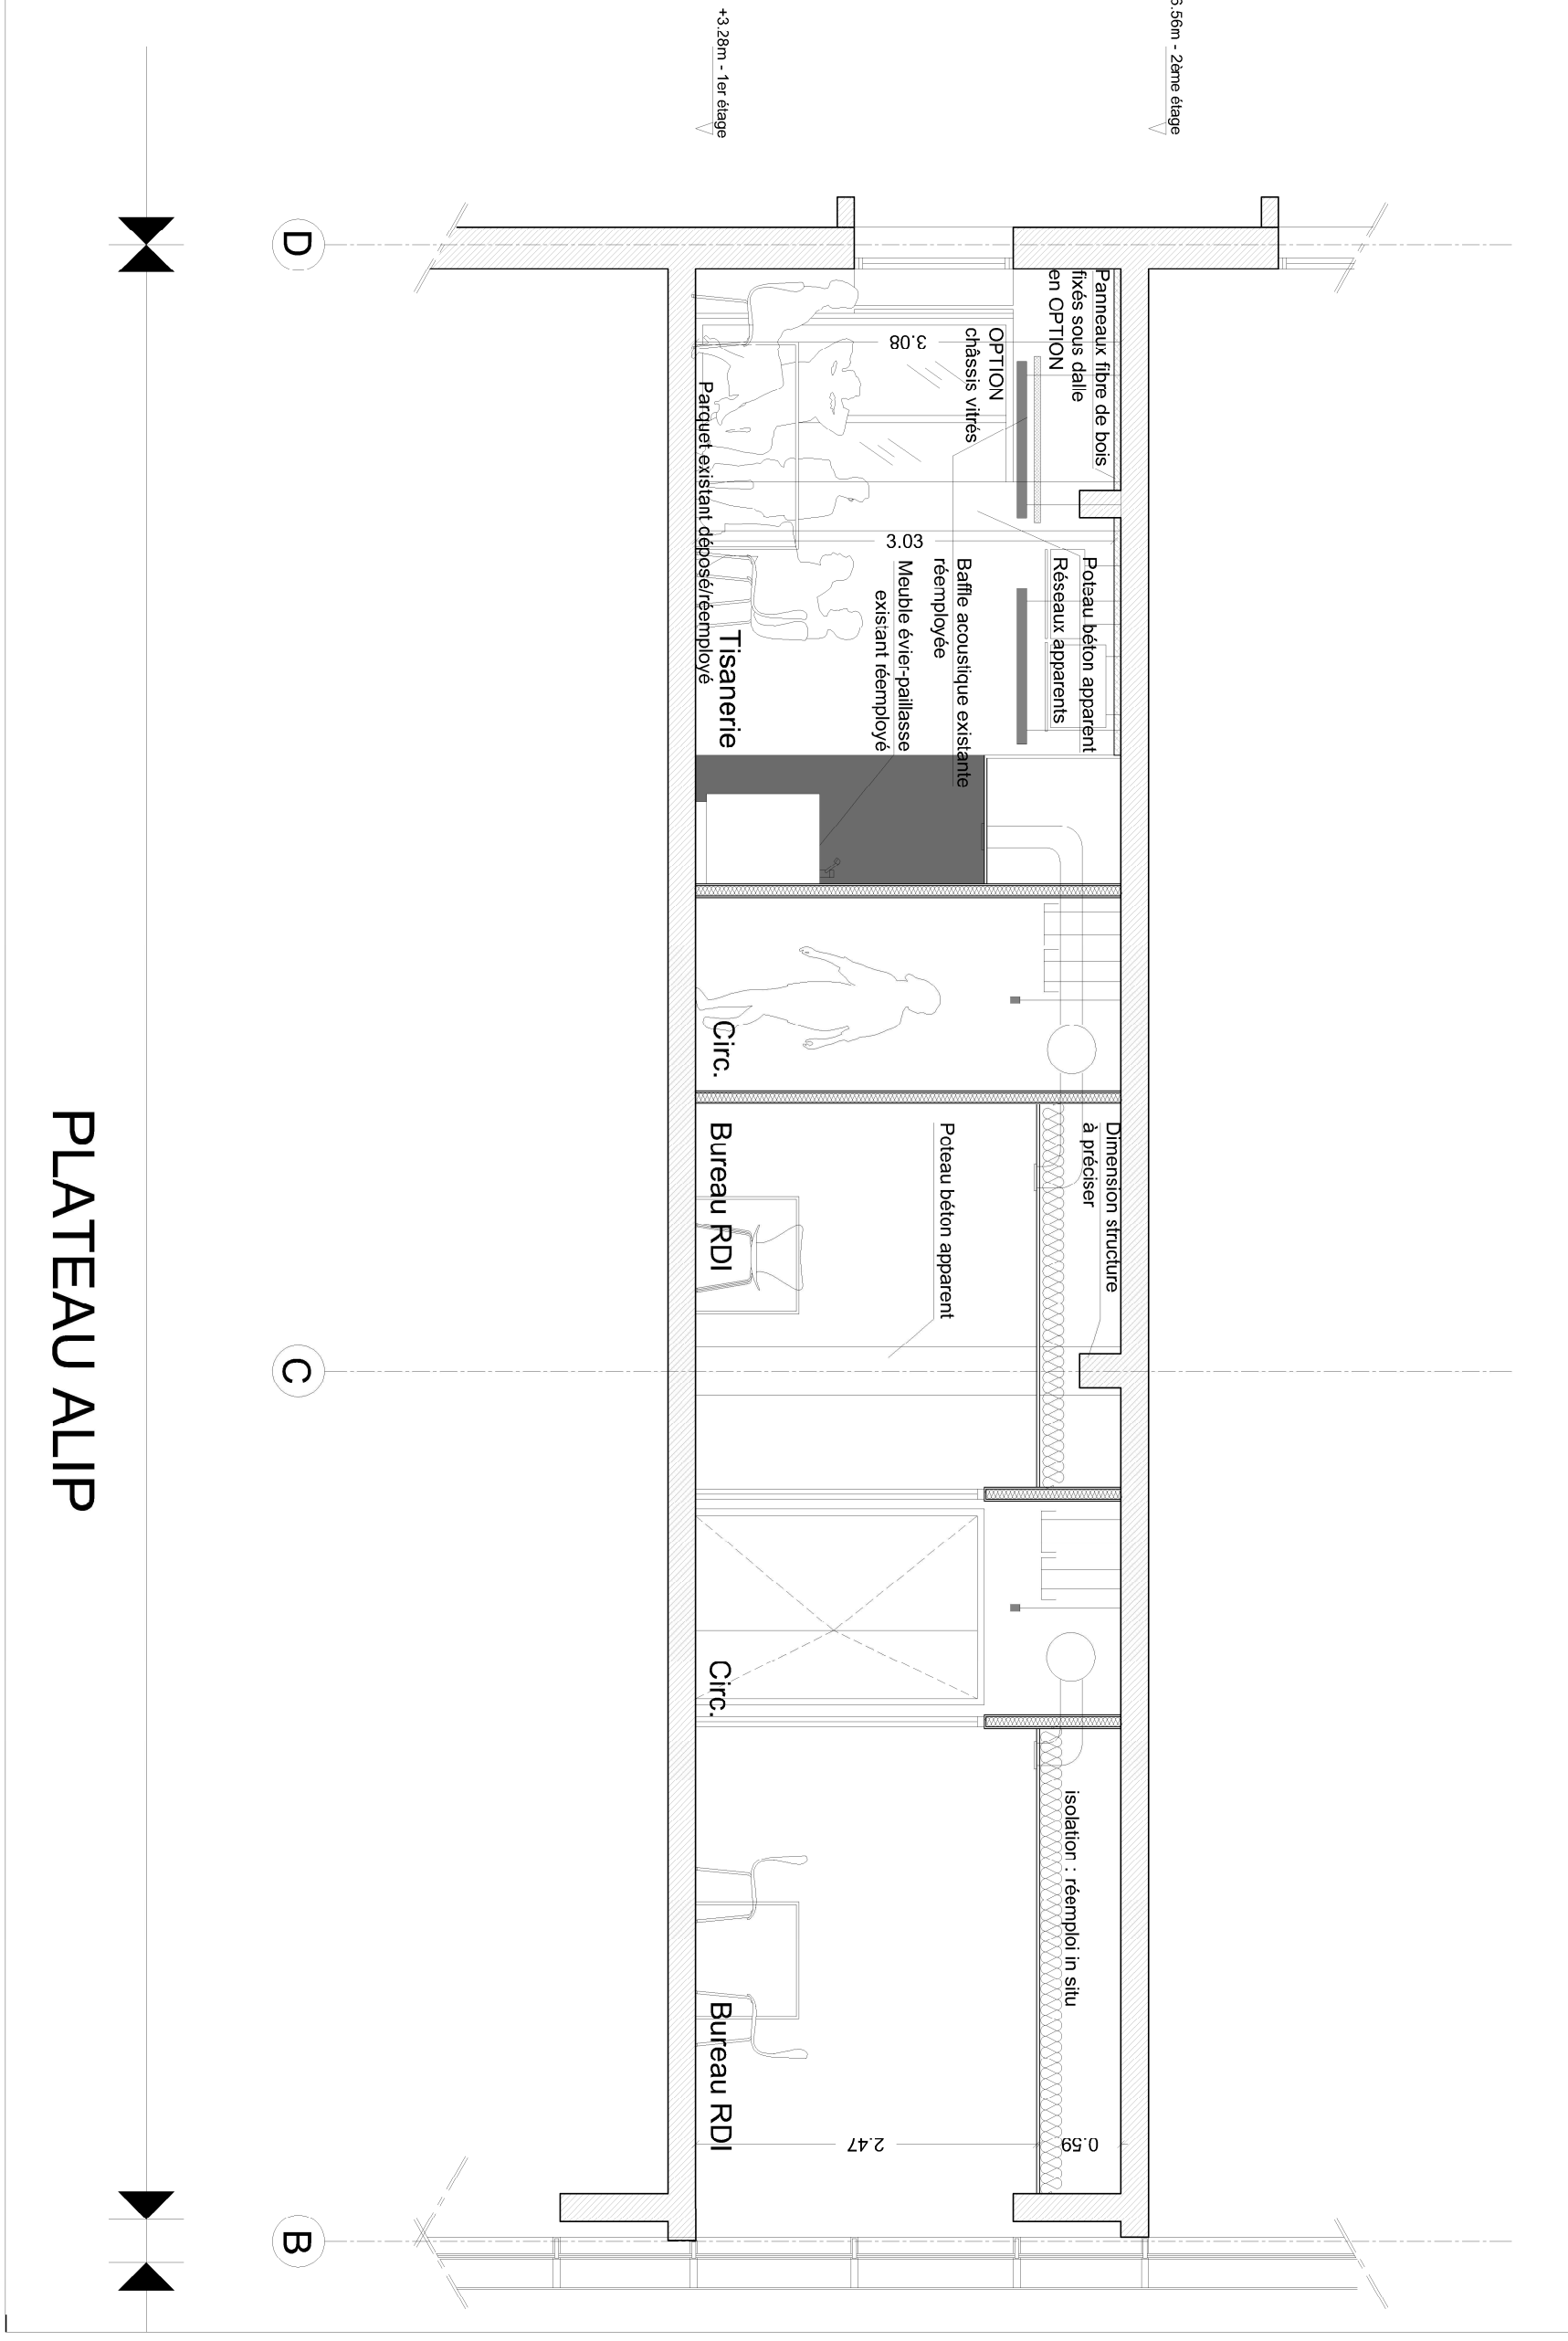 6.56m - 2ème étage
+3.28m - 1er étage
Panneaux fibre de bois
fixés sous dalle
en OPTION
OPTION
châssis vitrés
3.08
3.03
Poteau béton apparent
Réseaux apparents
Baffle acoustique existante
réemployée
Meuble évier-paillasse
existant réemployé
Parquet existant déposé/réemployé
Tisanerie
Circ.
Dimension structure
à préciser
Poteau béton apparent
Bureau RDI
Circ.
isolation : réemploi in situ
Bureau RDI
0.59
2.47
D
C
B
PLATEAU ALIP